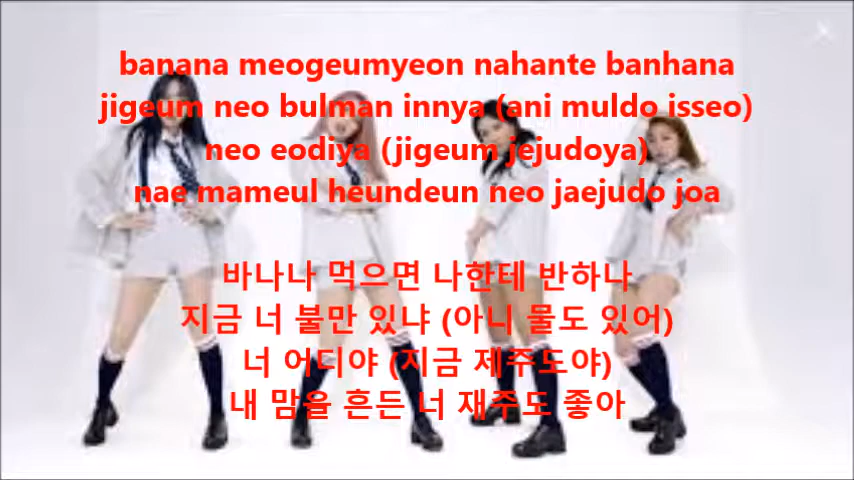 banana meogeumyeon nahante banhana
jigeum neo bulman innya (ani muldo isseo)
neo eodiya (jigeum jejudoya)
nae mameul heundeun neo jaejudo joa
바나나 먹으면 나한테 반하나
지금 너 불만 있냐 (아니 물도 있어)
너 어디야 (지금 제주도야)
내 맘을 흔든 너 재주도 좋아